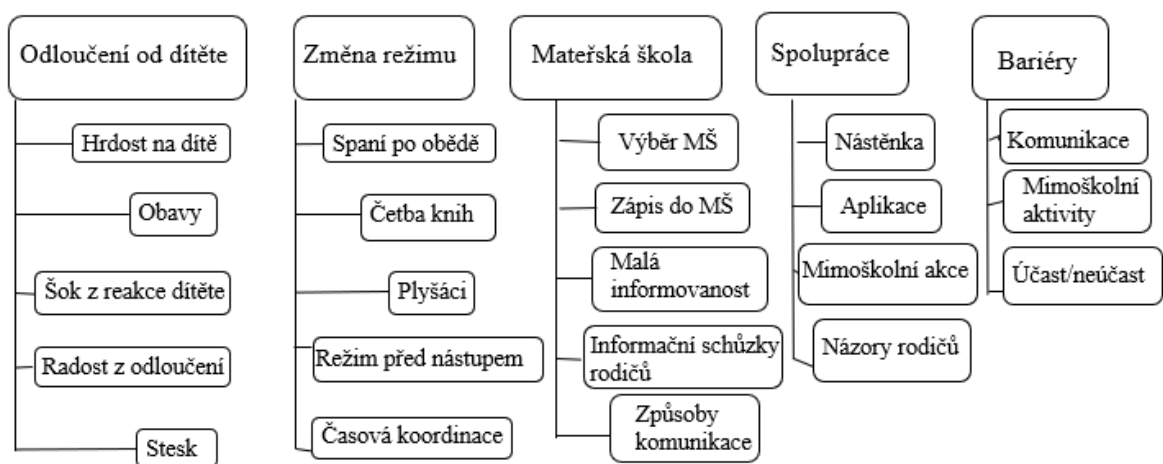 Odloučení od dítěte
Hrdost na dítě
Obavy
Šok z reakce dítěte
Radost z odloučení
Stesk
Změna režimu
Spaní po obědě
Četba knih
Plyšáci
Režim před nástupem
Časová koordinace
Mateřská škola
Výběr MŠ
Zápis do MŠ
Malá
informovanost
Informační schůzky
rodičů
Způsoby
komunikace
Spolupráce
Nástěnka
Aplikace
Mimoškolní akce
Názory rodičů
Bariéry
Komunikace
Mimoškolní
aktivity
Účast/neúčast